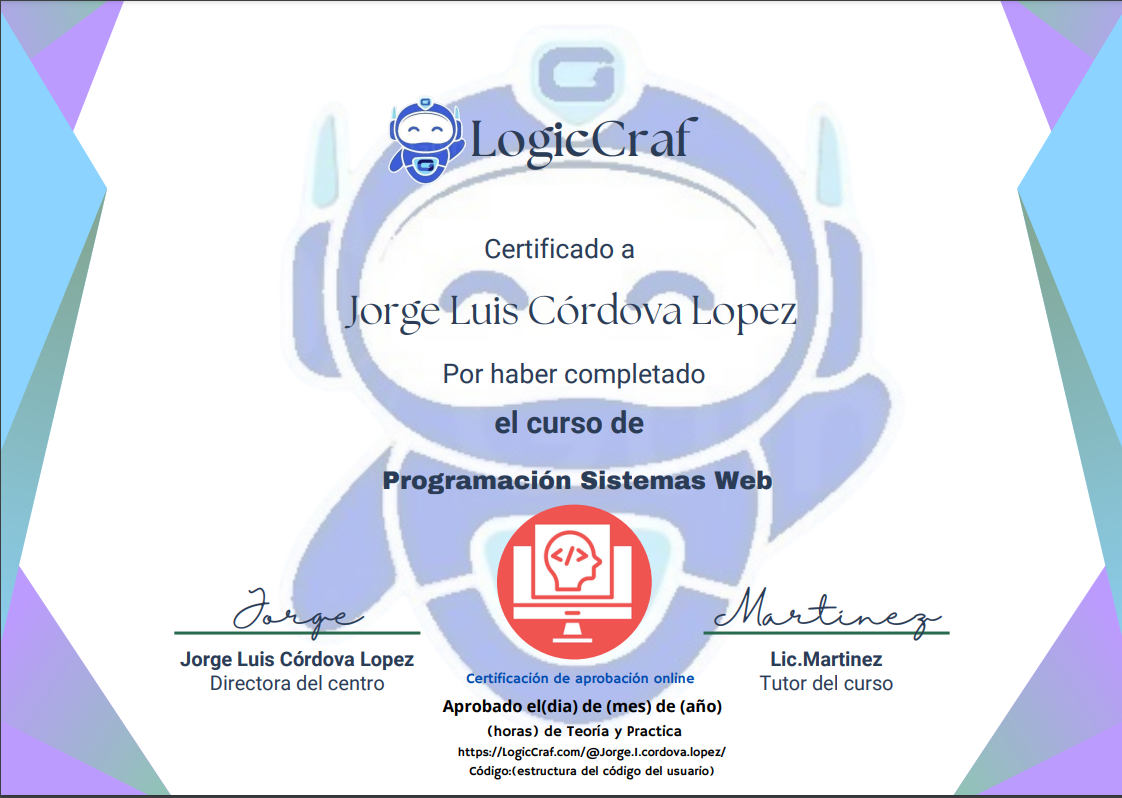 LogicCraf
Certificado a
Jorge Luis Córdova Lopez
Por haber completado
el curso de
Programación Sistemas Web
</>
Jorge
Martinez
Jorge Luis Córdova Lopez
Lic.Martinez
Directora del centro
Tutor del curso
Certificación de aprobación online
Aprobado el(dia) de (mes) de (año)
(horas) de Teoría y Practica
https://LogicCraf.com/@Jorge.l.cordova.lopez/
Código:(estructura del código del usuario)